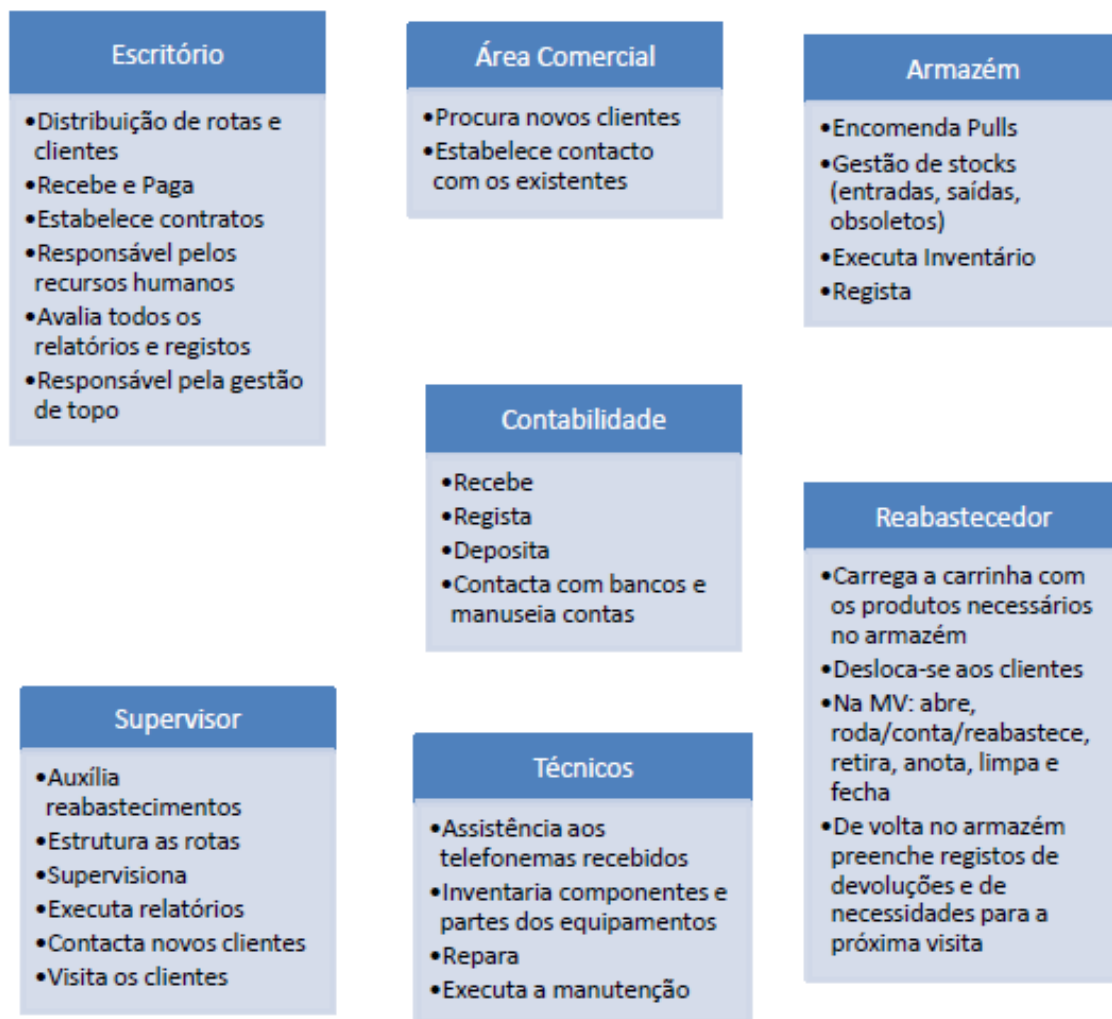 Escritório
•Distribuição de rotas e
clientes
•Recebe e Paga
•Estabelece contratos
•Responsável pelos
recursos humanos
•Avalia todos os
relatórios e registos
•Responsável pela gestão
de topo
Área Comercial
•Procura novos clientes
•Estabelece contacto
com os existentes
Armazém
•Encomenda Pulls
•Gestão de stocks
(entradas, saídas,
obsoletos)
•Executa Inventário
•Regista
Contabilidade
•Recebe
•Regista
•Deposita
•Contacta com bancos e
manuseia contas
Reabastecedor
•Carrega a carrinha com
os produtos necessários
no armazém
•Desloca-se aos clientes
•Na MV: abre,
roda/conta/reabastece,
retira, anota, limpa e
fecha
•De volta no armazém
preenche registos de
devoluções e de
necessidades para a
próxima visita
Supervisor
•Auxília
reabastecimentos
•Estrutura as rotas
•Supervisiona
•Executa relatórios
•Contacta novos clientes
•Visita os clientes
Técnicos
•Assistência aos
telefonemas recebidos
•Inventaria componentes e
partes dos equipamentos
•Repara
•Executa a manutenção